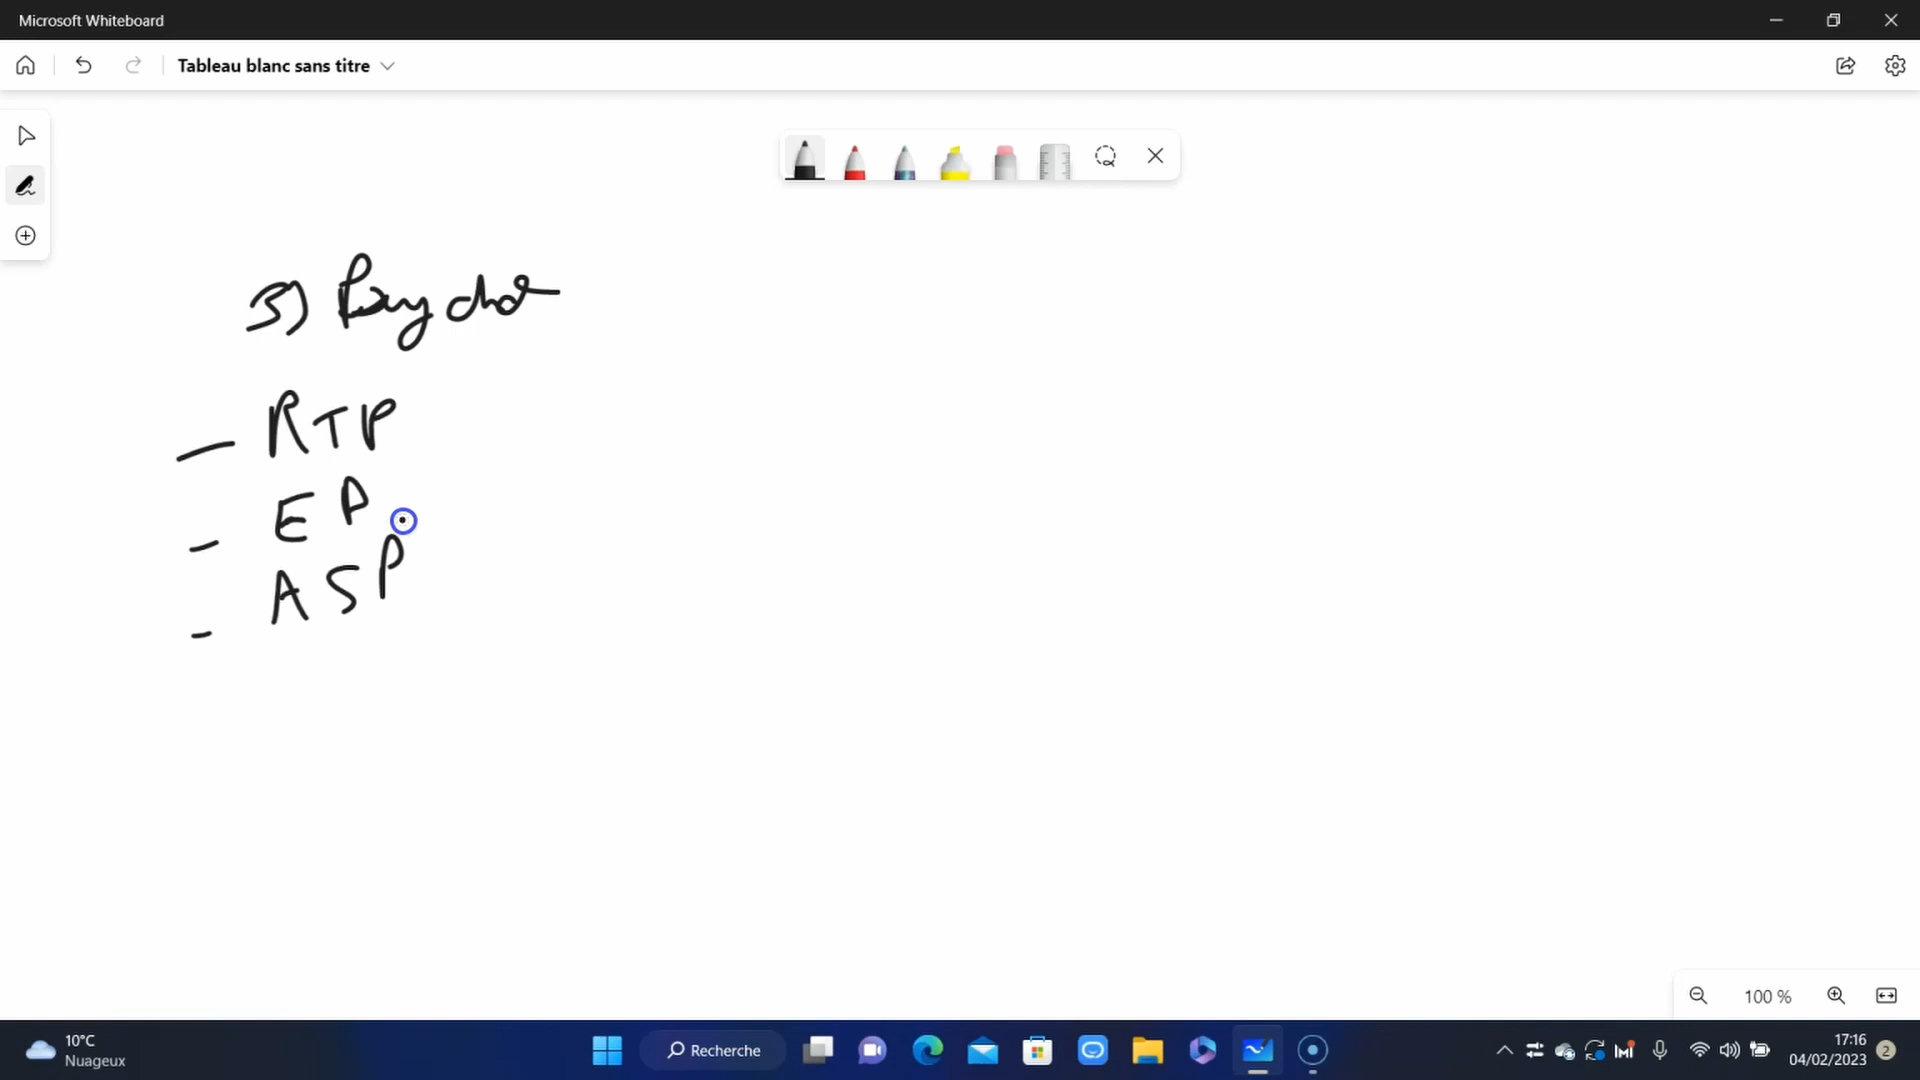 Microsoft Whiteboard
Tableau blanc sans titre
3) Psycho
- RTP
- EP
- ASP
100 %
10°C
Nuageux
Recherche
17:16
04/02/2023
2